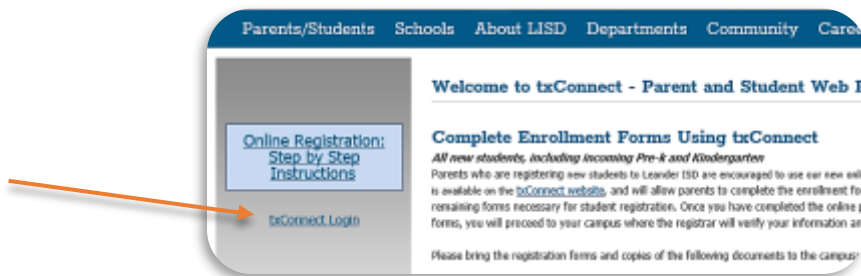 Parents/Students Schools About LISD Departments Community Caree
Welcome to txConnect - Parent and Student Web P
Online Registration:
Step by Step
Instructions
txConnect Login
Complete Enrollment Forms Using txConnect
All new students, including incoming Pre-k and Kindergarten
Parents who are registering new students to Leander ISD are encouraged to use our new onli
is available on the txConnect website, and will allow parents to complete the enrollment fo
remaining forms necessary for student registration. Once you have completed the online p
forms, you will proceed to your campus where the registrar will verify your information an
Please bring the registration forms and copies of the following documents to the campus